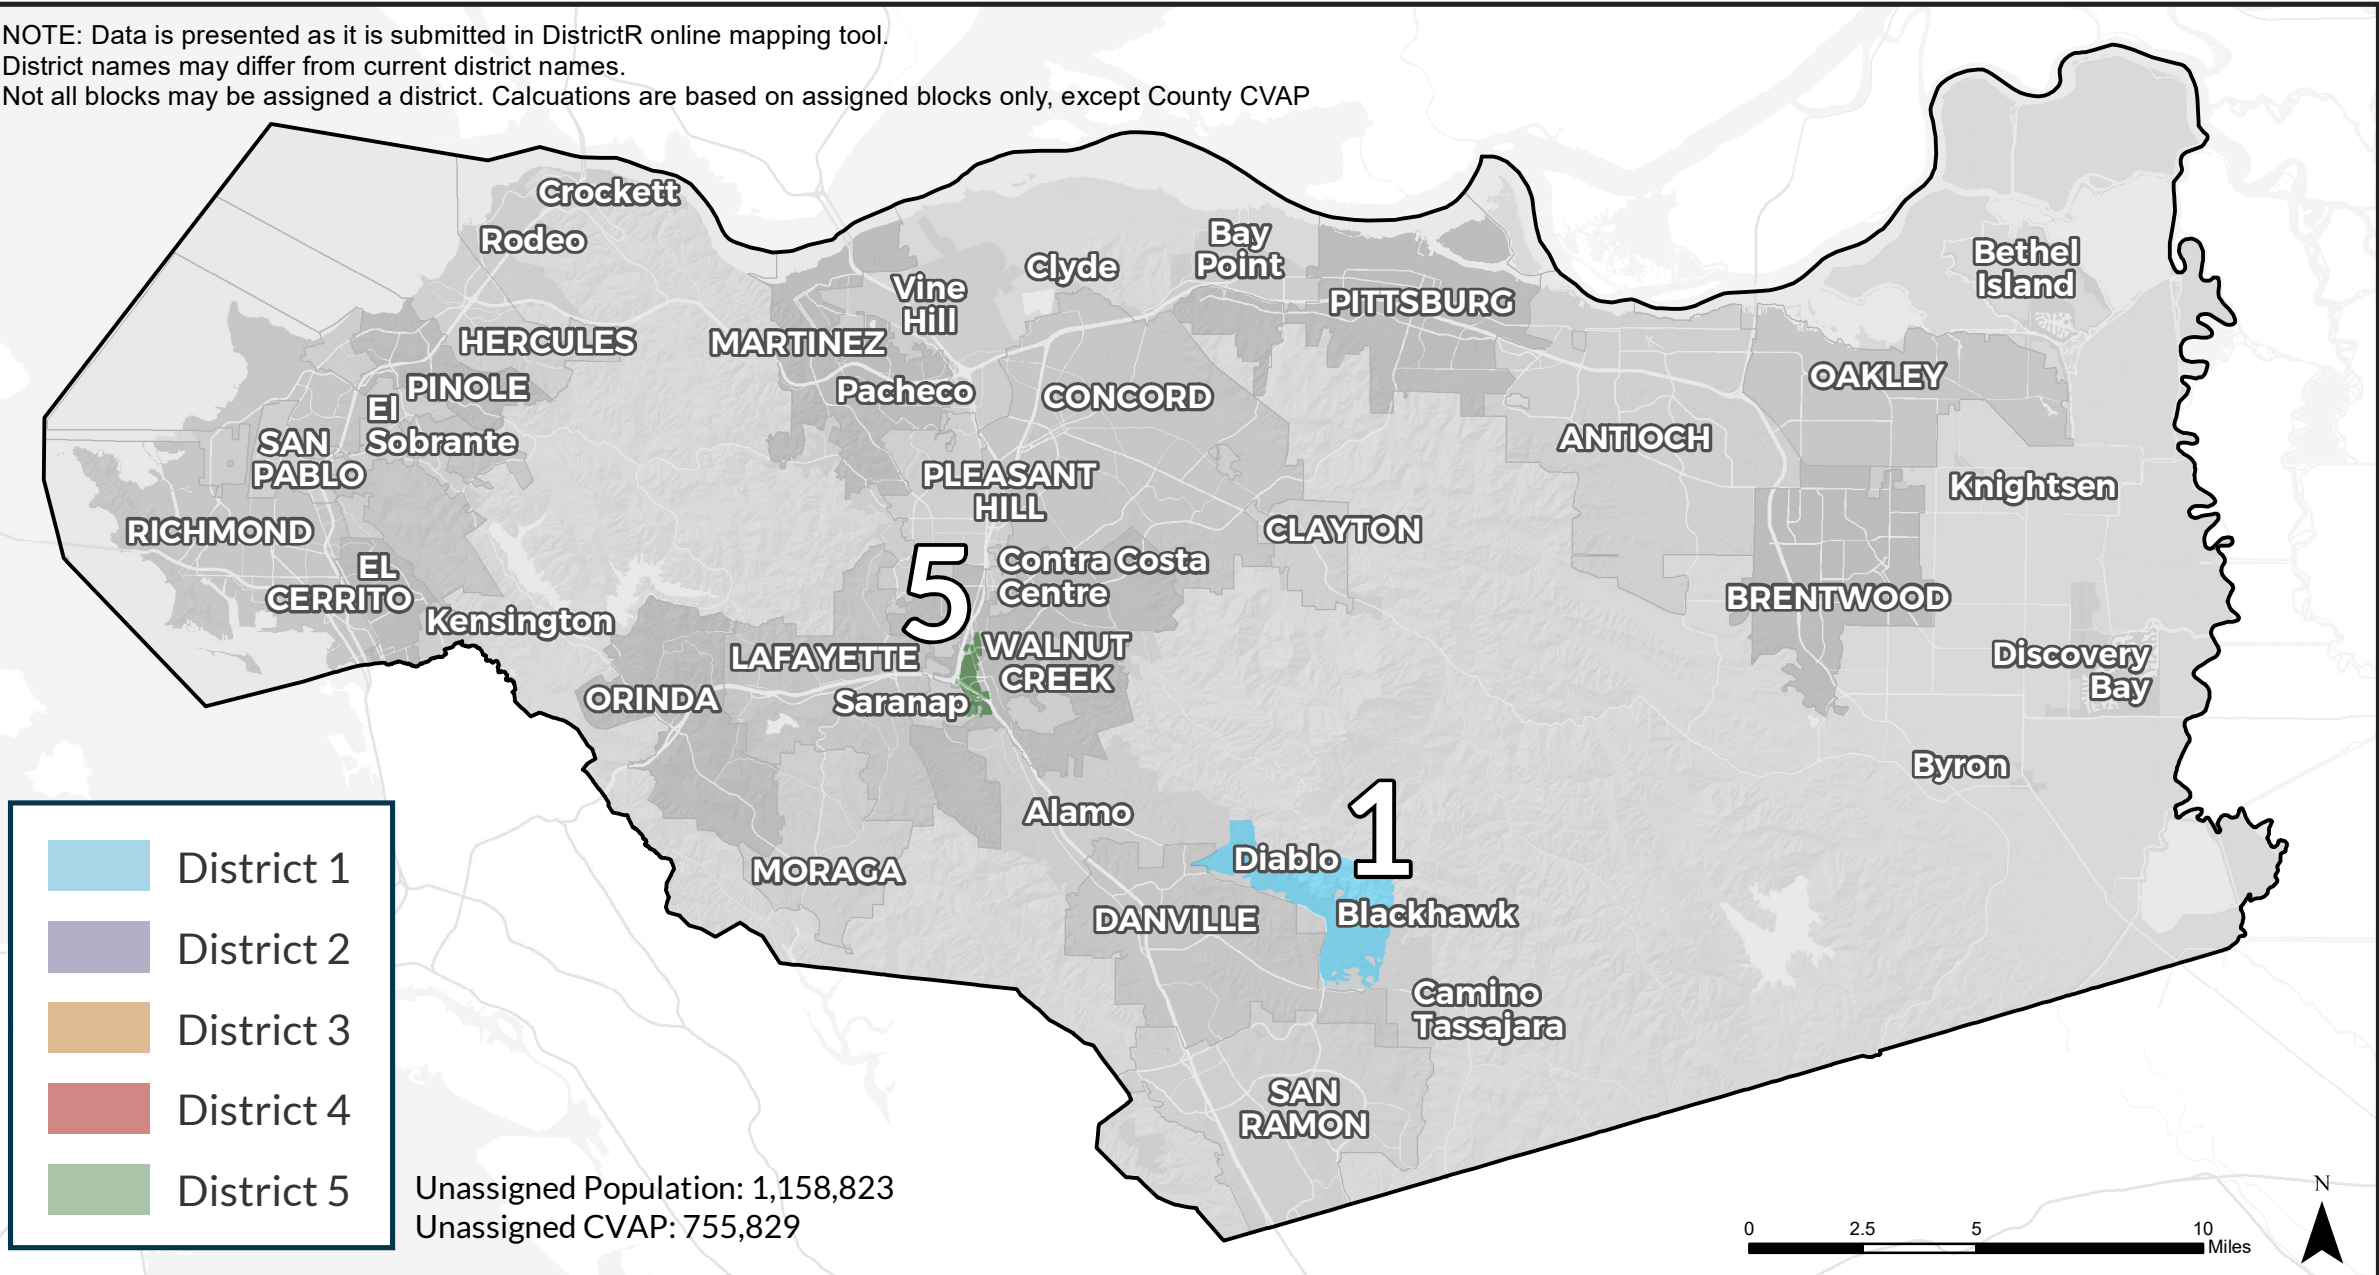 NOTE: Data is presented as it is submitted in DistrictR online mapping tool.
District names may differ from current district names.
Not all blocks may be assigned a district. Calcuations are based on assigned blocks only, except County CVAP
Crockett
Rodeo
Bay
Point
Clyde
Vine
Hill
Bethel
Island
PITTSBURG
HERCULES
MARTINEZ
PINOLE
Pacheco
CONCORD
OAKLEY
El
Sobrante
SAN
PABLO
ANTIOCH
PLEASANT
HILL
Knightsen
RICHMOND
CLAYTON
EL
CERRITO
5
Contra Costa
Centre
BRENTWOOD
Kensington
LAFAYETTE
WALNUT
CREEK
Discovery
Bay
ORINDA
Saranap
Byron
Alamo
1
Diablo
MORAGA
DANVILLE
Blackhawk
Camino
Tassajara
SAN
RAMON
District 1
District 2
District 3
District 4
District 5
Unassigned Population: 1,158,823
Unassigned CVAP: 755,829
0 2.5 5 10
Miles
N